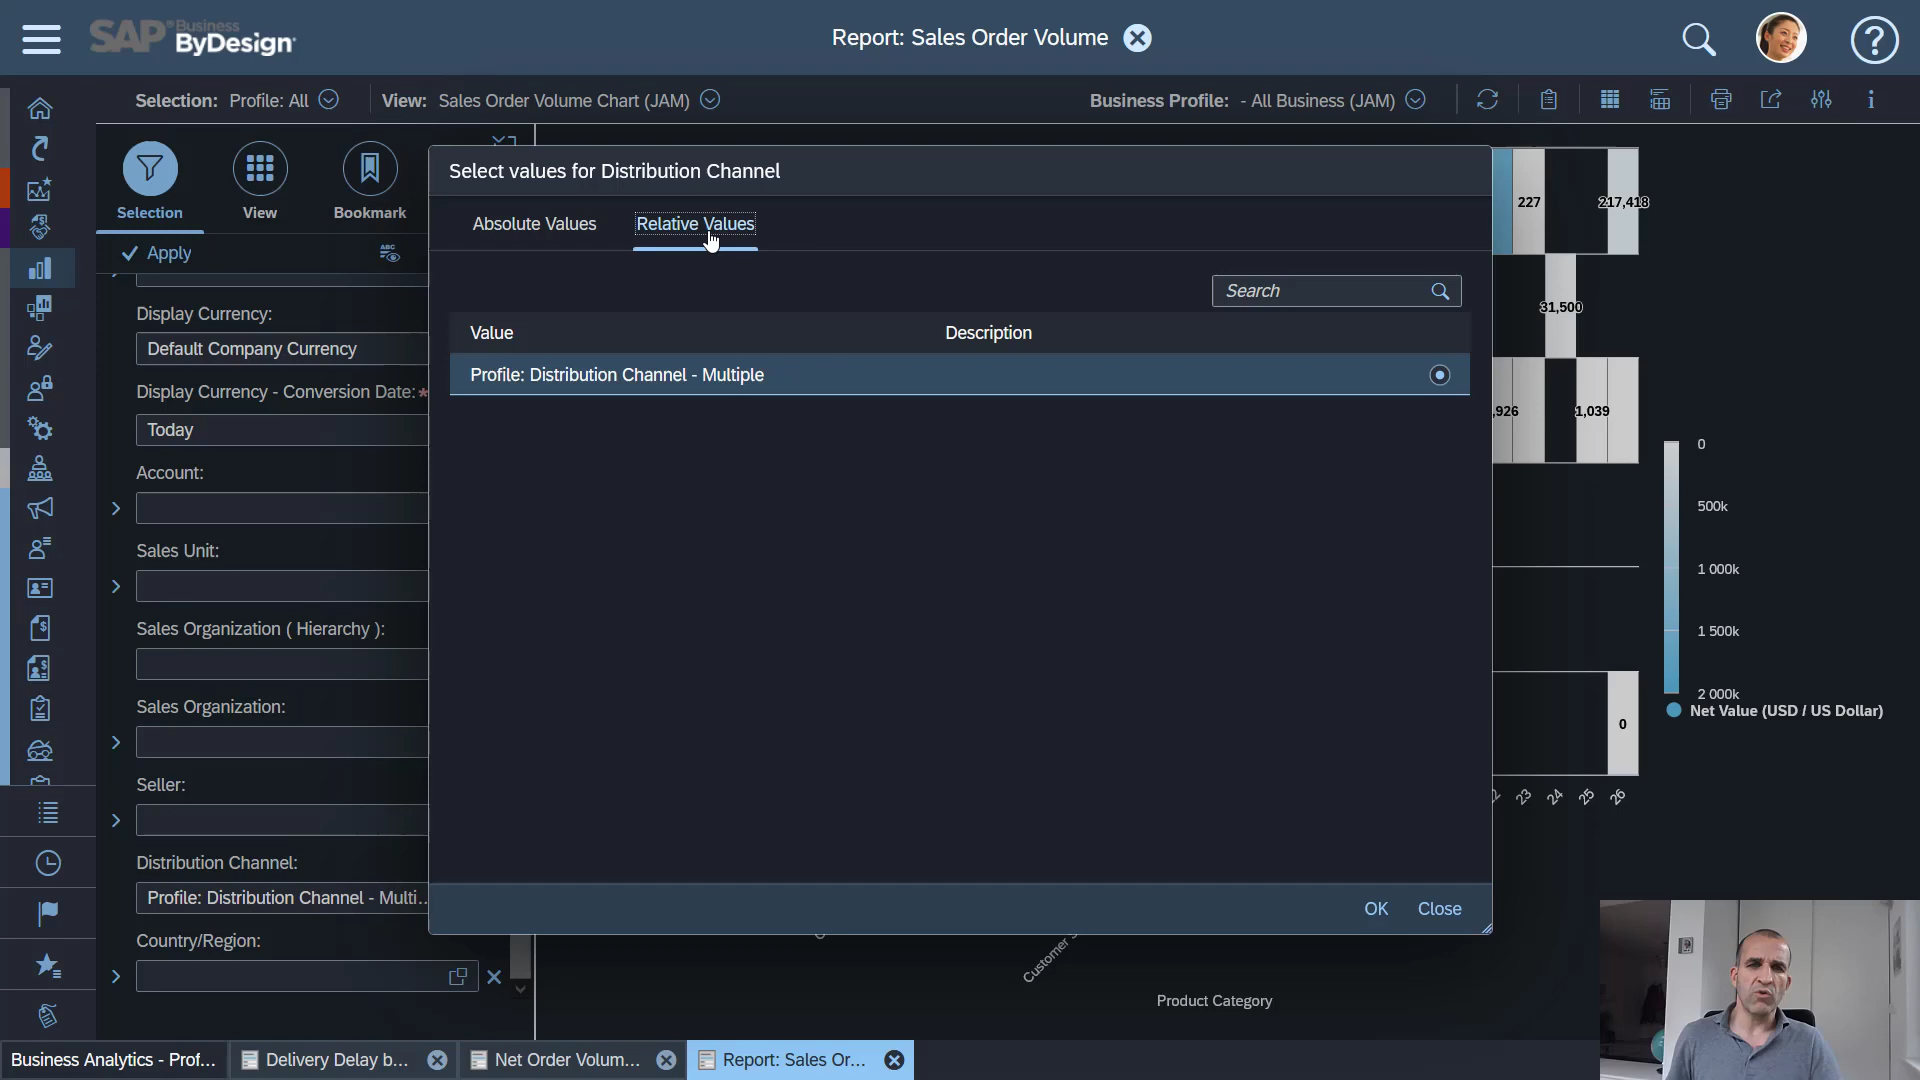 SAP Business ByDesign
Report: Sales Order Volume
Selection: Profile: All
View: Sales Order Volume Chart (JAM)
Business Profile: - All Business (JAM)
Selection
View
Bookmark
Apply
ABC
Display Currency:
Default Company Currency
Display Currency - Conversion Date:*
Today
Account:
Sales Unit:
Sales Organization ( Hierarchy ):
Sales Organization:
Seller:
Distribution Channel:
Profile: Distribution Channel - Multi...
Country/Region:
Select values for Distribution Channel
Absolute Values
Relative Values
Search
Value
Description
Profile: Distribution Channel - Multiple
OK
Close
227
217,418
31,500
,926
1,039
0
23
24
25
26
0
500k
1 000k
1 500k
2 000k
Net Value (USD / US Dollar)
Customer S
Product Category
Business Analytics - Prof...
Delivery Delay b...
Net Order Volum...
Report: Sales Or...